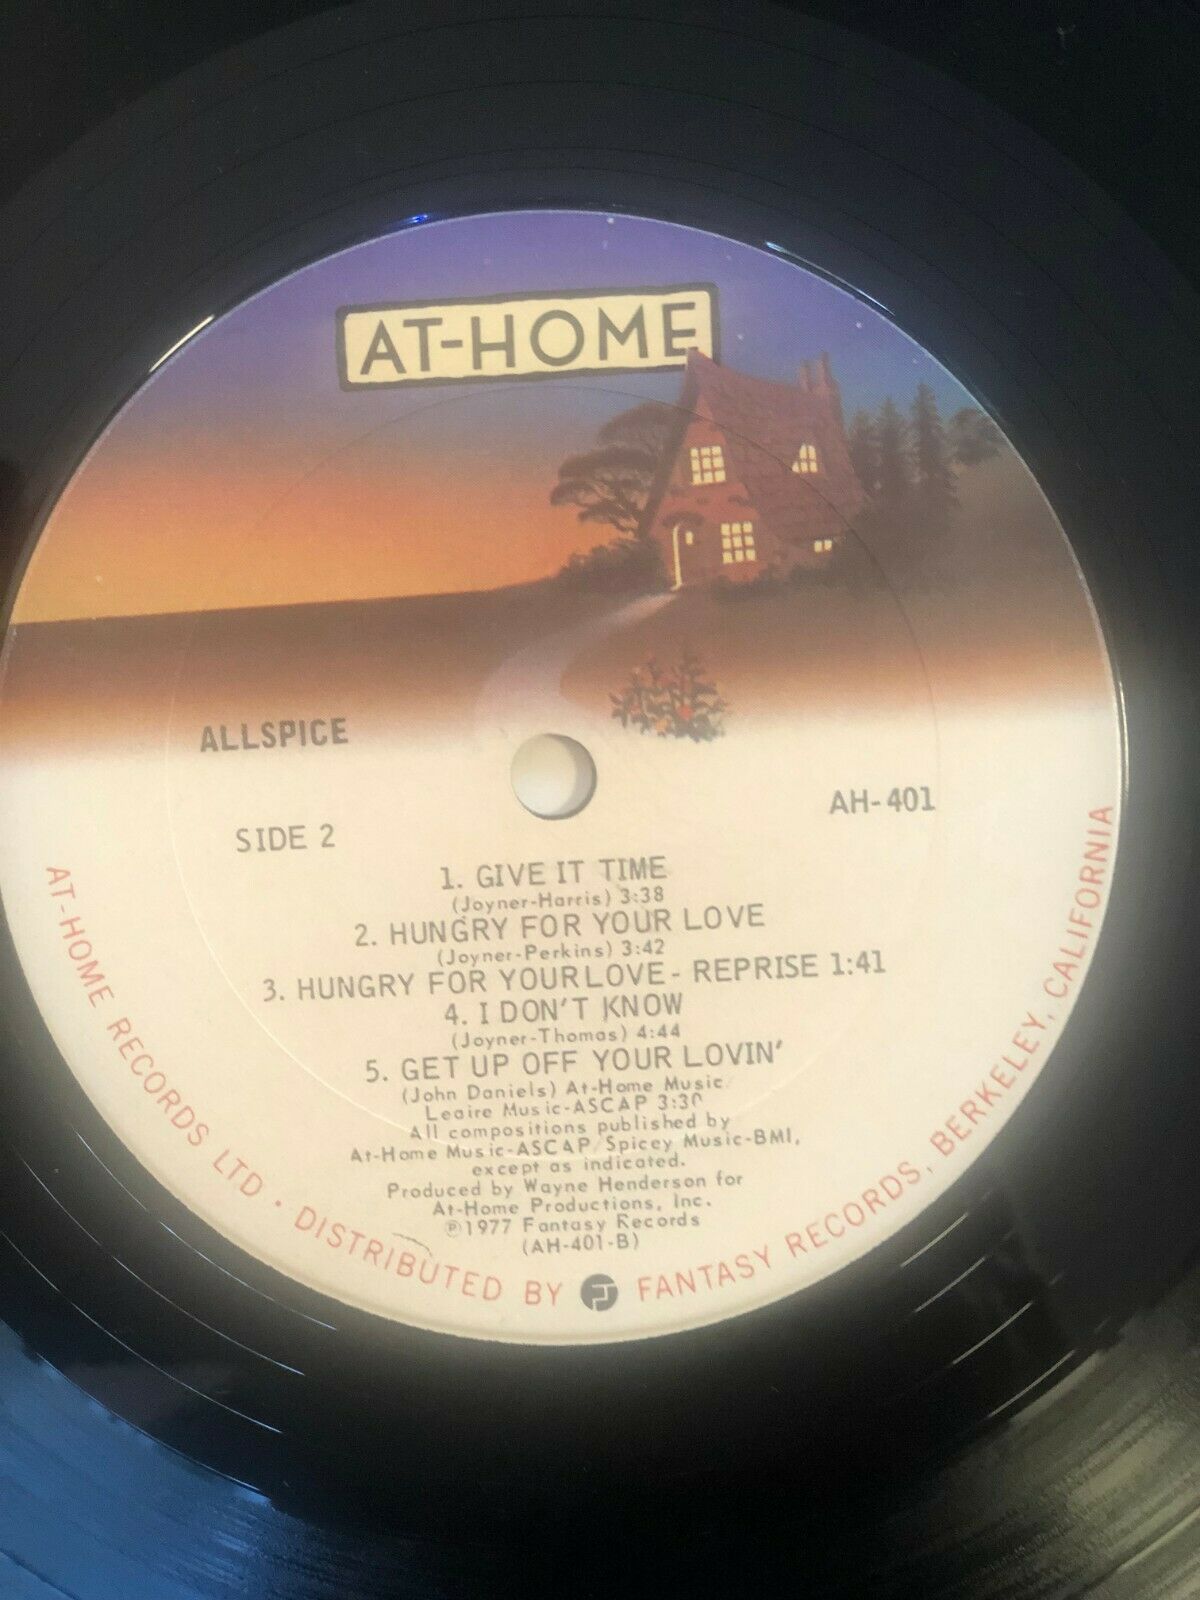 AT-HOME
ALLSPICE
SIDE 2
AH-401
1. GIVE IT TIME
(Joyner-Harris) 3:38
2. HUNGRY FOR YOUR LOVE
(Joyner-Perkins) 3:42
3. HUNGRY FOR YOUR LOVE - REPRISE 1:41
4. I DON'T KNOW
(Joyner-Thomas) 4:44
5. GET UP OFF YOUR LOVIN'
(John Daniels) At-Home Music/
Leaire Music-ASCAP 3:30
All compositions published by
At-Home Music-ASCAP/Spicey Music-BMI,
except as indicated.
Produced by Wayne Henderson for
At-Home Productions, Inc.
℗1977 Fantasy Records
(AH-401-B)
AT-HOME RECORDS LTD · DISTRIBUTED BY FANTASY RECORDS, BERKELEY, CALIFORNIA